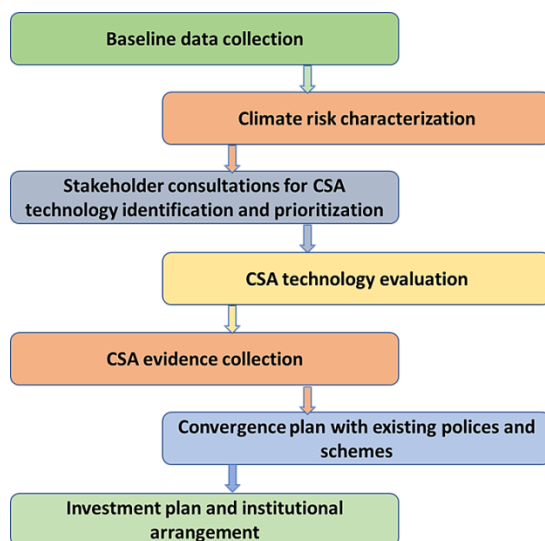 Baseline data collection
Climate risk characterization
Stakeholder consultations for CSA
technology identification and prioritization
CSA technology evaluation
CSA evidence collection
Convergence plan with existing polices and
schemes
Investment plan and institutional
arrangement